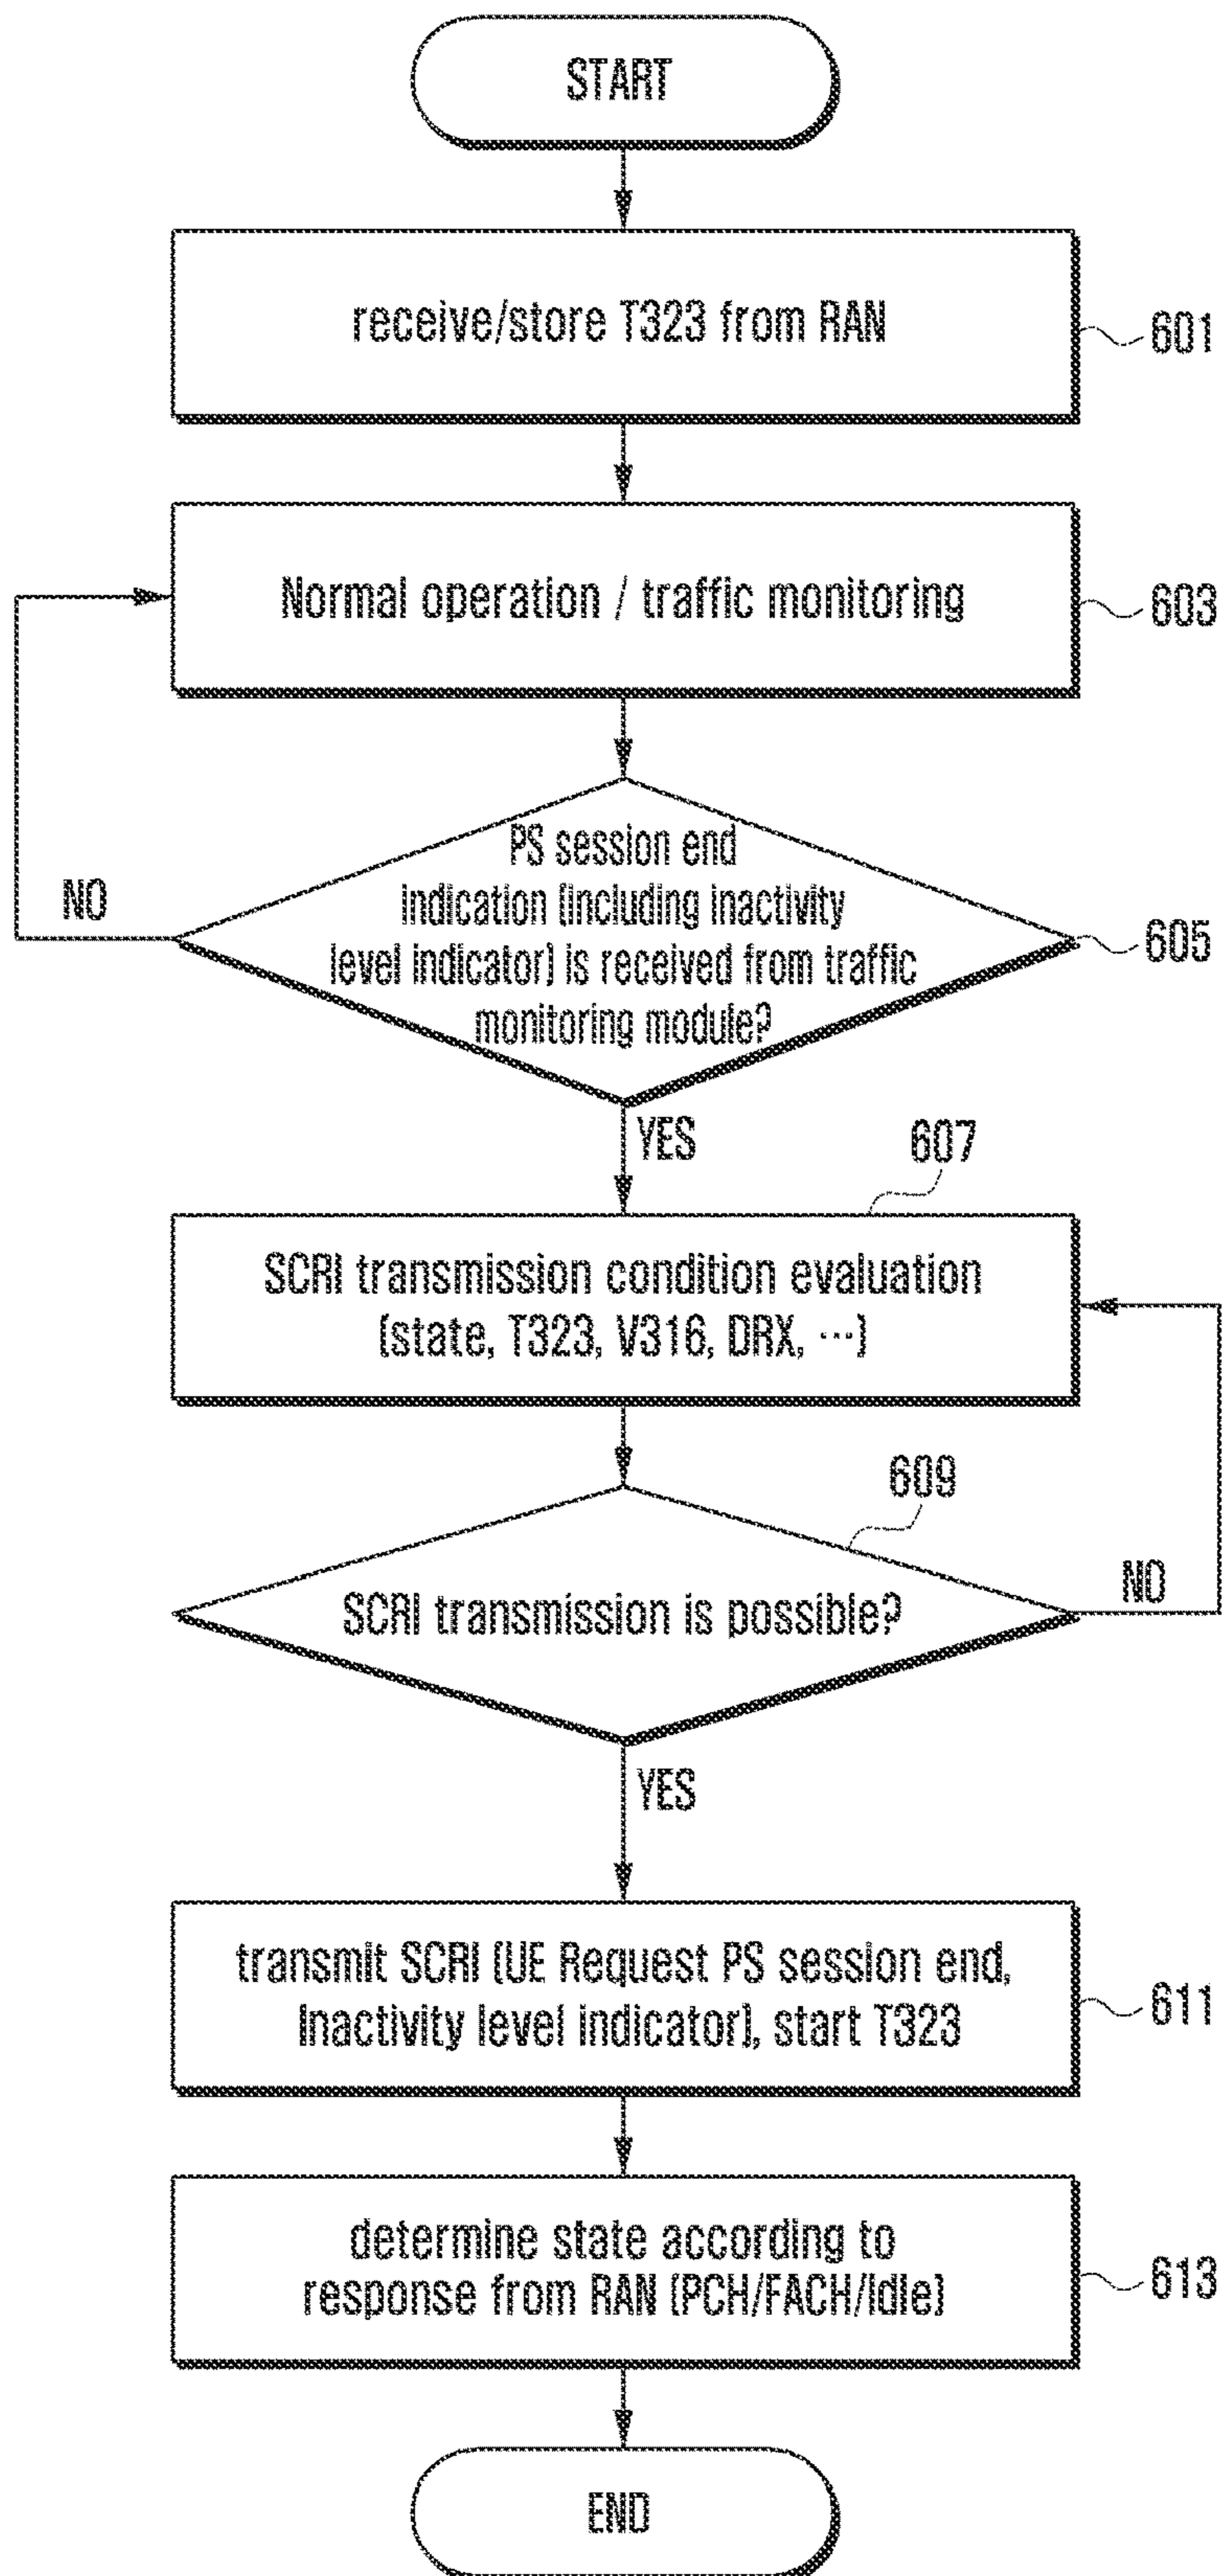 START
receive/store T323 from RAN
601
Normal operation / traffic monitoring
603
PS session end
indication (including inactivity
level indicator) is received from traffic
monitoring module?
605
NO
YES
607
SCRI transmission condition evaluation
(state, T323, V316, DRX, ···)
609
SCRI transmission is possible?
NO
YES
transmit SCRI (UE Request PS session end,
Inactivity level indicator), start T323
611
determine state according to
response from RAN (PCH/FACH/Idle)
613
END